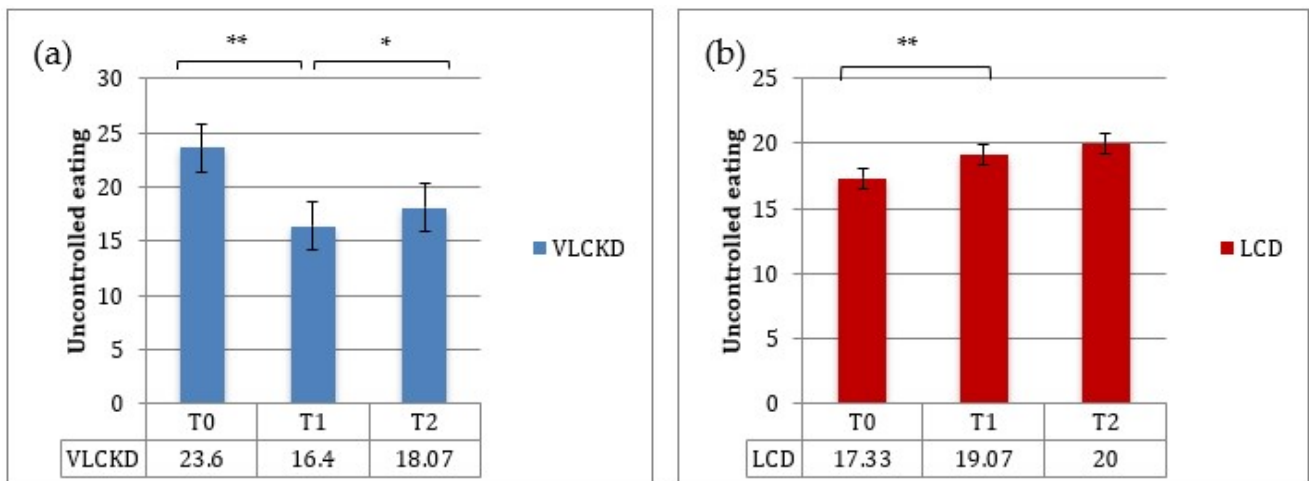 (a)
** *
Uncontrolled eating
30
25
20
15
10
5
0
T0 T1 T2
VLCKD 23.6 16.4 18.07
VLCKD
(b)
**
Uncontrolled eating
25
20
15
10
5
0
T0 T1 T2
LCD 17.33 19.07 20
LCD